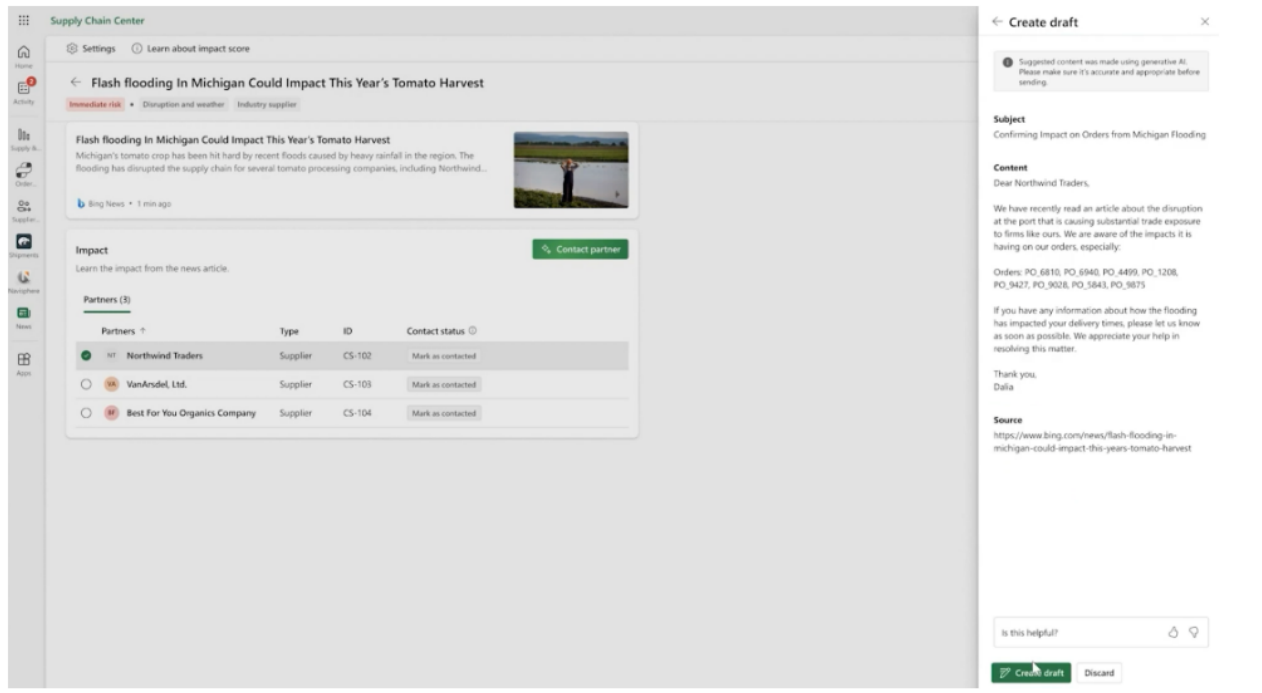 Supply Chain Center
Settings
Learn about impact score
Home
Flash flooding In Michigan Could Impact This Year's Tomato Harvest
3
Activity
Immediate risk • Disruption and weather Industry supplier
Flash flooding In Michigan Could Impact This Year's Tomato Harvest
Michigan's tomato crop has been hit hard by recent floods caused by heavy rainfall in the region. The
flooding has disrupted the supply chain for several tomato processing companies, including Northwind...
Bing News • 1 min ago
Supply &...
Order...
Supplier...
Shipments
News
Apps
Impact
Contact partner
Learn the impact from the news article.
Partners (3)
Partners ↑ Type ID Contact status
NT Northwind Traders Supplier CS-102 Mark as contacted
VA VanArsdel, Ltd. Supplier CS-103 Mark as contacted
BF Best For You Organics Company Supplier CS-104 Mark as contacted
Create draft
Suggested content was made using generative AI.
Please make sure it's accurate and appropriate before
sending.
Subject
Confirming Impact on Orders from Michigan Flooding
Content
Dear Northwind Traders,
We have recently read an article about the disruption
at the port that is causing substantial trade exposure
to firms like ours. We are aware of the impacts it is
having on our orders, especially:
Orders: PO_6810, PO_6940, PO_4499, PO_1208,
PO_9427, PO_9028, PO_5843, PO_9875
If you have any information about how the flooding
has impacted your delivery times, please let us know
as soon as possible. We appreciate your help in
resolving this matter.
Thank you,
Dalia
Source
https://www.bing.com/news/flash-flooding-in-
michigan-could-impact-this-years-tomato-harvest
Is this helpful?
Create draft
Discard